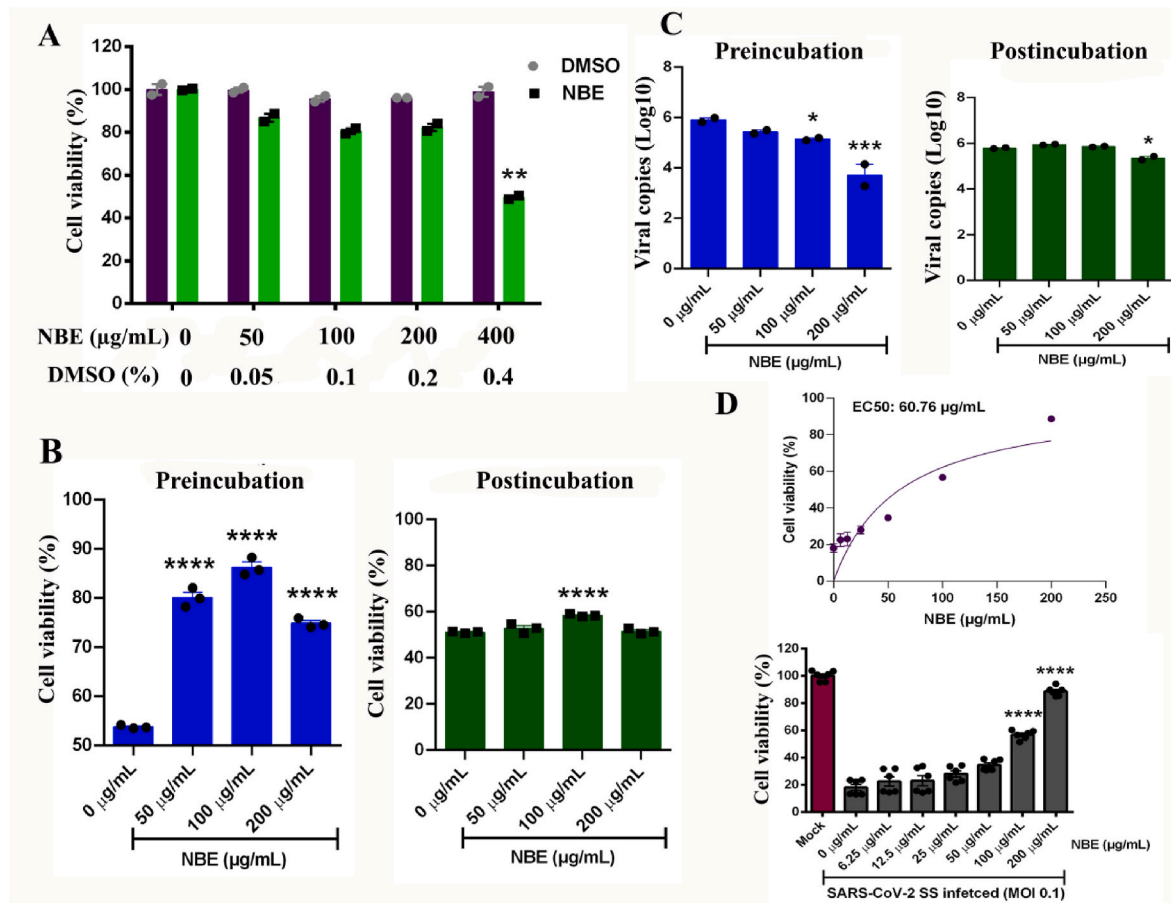 A
Cell viability (%)
120
100
80
60
40
20
0
DMSO
NBE
**
NBE (µg/mL) 0 50 100 200 400
DMSO (%) 0 0.05 0.1 0.2 0.4
B
Preincubation
Cell viability (%)
100
90
80
70
60
50
****
****
****
0 µg/mL
50 µg/mL
100 µg/mL
200 µg/mL
NBE (µg/mL)
Postincubation
Cell viability (%)
100
80
60
40
20
0
****
0 µg/mL
50 µg/mL
100 µg/mL
200 µg/mL
NBE (µg/mL)
C
Preincubation
Viral copies (Log10)
8
6
4
2
0
*
***
0 µg/mL
50 µg/mL
100 µg/mL
200 µg/mL
NBE (µg/mL)
Postincubation
Viral copies (Log10)
8
6
4
2
0
*
0 µg/mL
50 µg/mL
100 µg/mL
200 µg/mL
NBE (µg/mL)
D
EC50: 60.76 µg/mL
Cell viability (%)
100
80
60
40
20
0
0 50 100 150 200 250
NBE (µg/mL)
Cell viability (%)
120
100
80
60
40
20
0
****
****
Mock
0 µg/mL
6.25 µg/mL
12.5 µg/mL
25 µg/mL
50 µg/mL
100 µg/mL
200 µg/mL
NBE (µg/mL)
SARS-CoV-2 SS infetced (MOI 0.1)